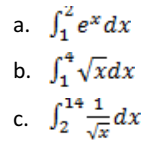 a. ∫₁² eˣ dx
b. ∫₁⁴ √x dx
c. ∫₂¹⁴ 1/√x dx